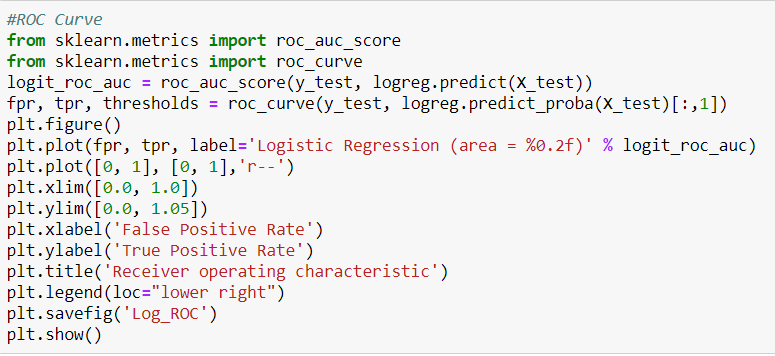 #ROC Curve
from sklearn.metrics import roc_auc_score
from sklearn.metrics import roc_curve
logit_roc_auc = roc_auc_score(y_test, logreg.predict(X_test))
fpr, tpr, thresholds = roc_curve(y_test, logreg.predict_proba(X_test)[:,1])
plt.figure()
plt.plot(fpr, tpr, label='Logistic Regression (area = %0.2f)' % logit_roc_auc)
plt.plot([0, 1], [0, 1],'r--')
plt.xlim([0.0, 1.0])
plt.ylim([0.0, 1.05])
plt.xlabel('False Positive Rate')
plt.ylabel('True Positive Rate')
plt.title('Receiver operating characteristic')
plt.legend(loc="lower right")
plt.savefig('Log_ROC')
plt.show()